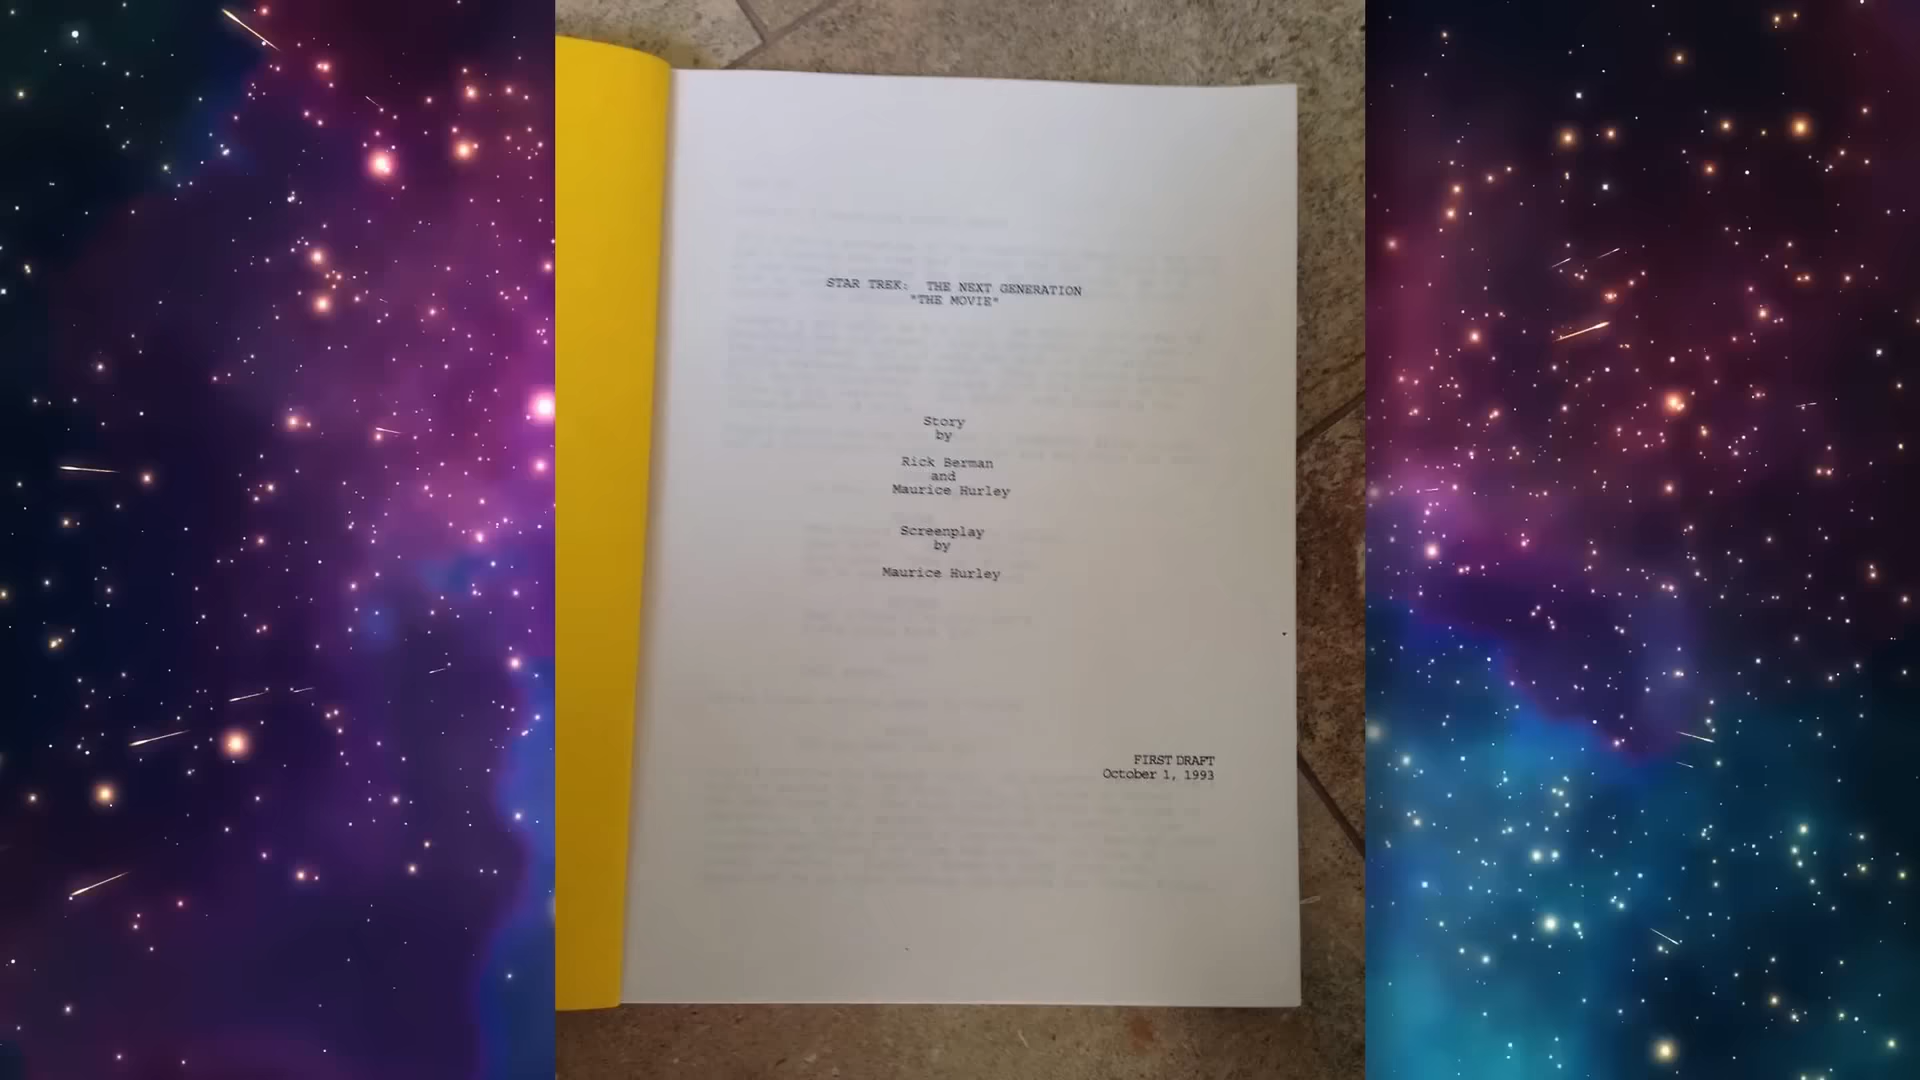 STAR TREK: THE NEXT GENERATION
"THE MOVIE"
Story
by
Rick Berman
and
Maurice Hurley
Screenplay
by
Maurice Hurley
FIRST DRAFT
October 1, 1993